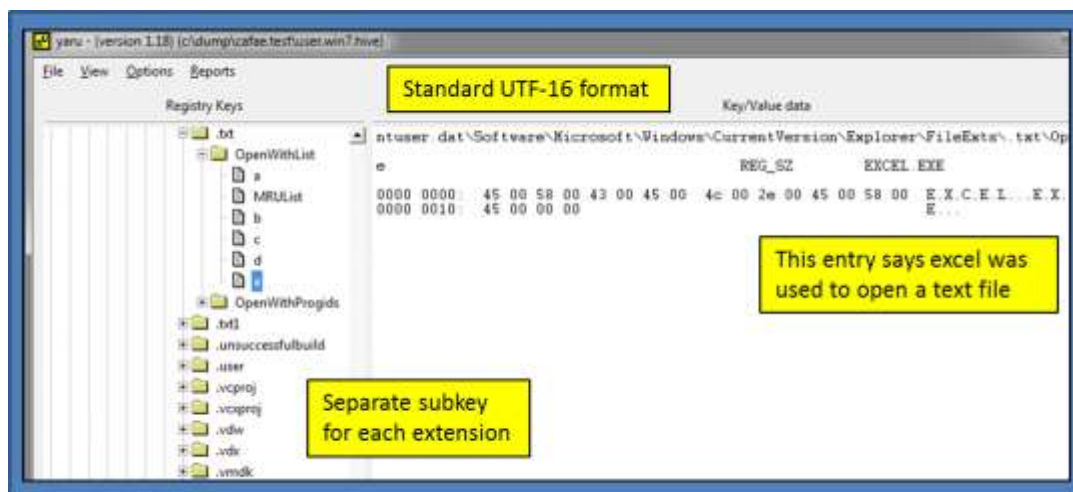 yaru - (version 1.18) (c:\dump\cafae.test\user.win7.hive)
File View Options Reports
Standard UTF-16 format
Registry Keys
Key/Value data
.txt
OpenWithList
a
MRUList
b
c
d
e
OpenWithProgids
.txt1
.unsuccessfulbuild
.user
.vcproj
.vcxproj
.vdw
.vdx
.vmdk
ntuser dat\Software\Microsoft\Windows\CurrentVersion\Explorer\FileExts\.txt\Op
e REG_SZ EXCEL.EXE
0000 0000: 45 00 58 00 43 00 45 00 4c 00 2e 00 45 00 58 00 E.X.C.E.L...E.X.
0000 0010: 45 00 00 00 E...
This entry says excel was
used to open a text file
Separate subkey
for each extension